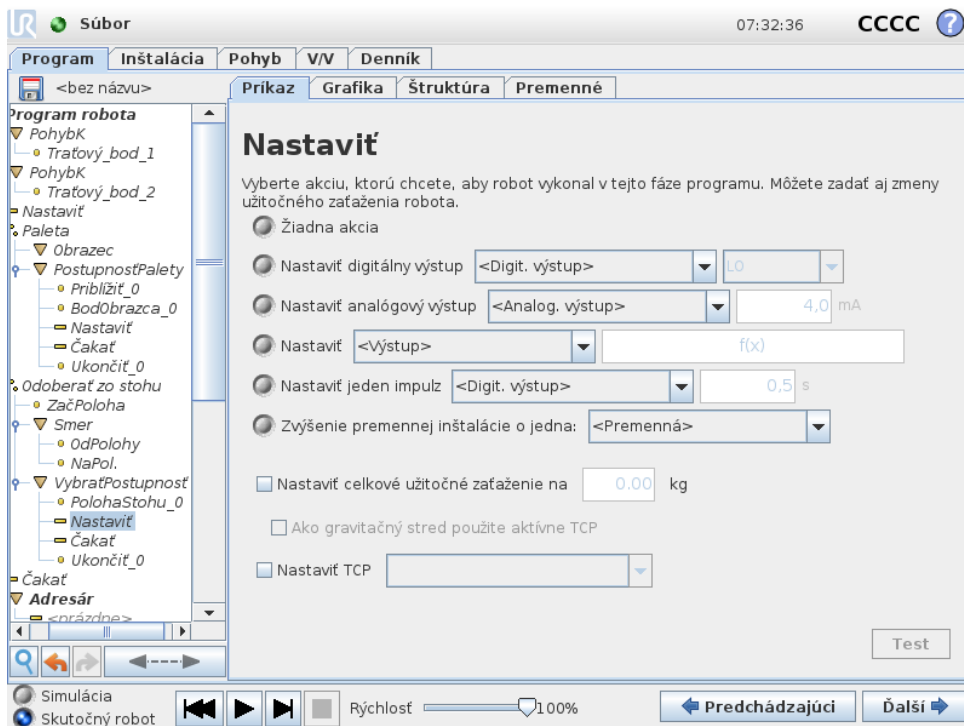 UR Súbor 07:32:36 CCCC ?
Program Inštalácia Pohyb V/V Denník
<bez názvu> Príkaz Grafika Štruktúra Premenné
Program robota
PohybK
Traťový_bod_1
PohybK
Traťový_bod_2
Nastaviť
Paleta
Obrazec
PostupnosťPalety
Priblížiť_0
BodObrazca_0
Nastaviť
Čakať
Ukončiť_0
Odoberať zo stohu
ZačPoloha
Smer
OdPolohy
NaPol.
VybraťPostupnosť
PolohaStohu_0
Nastaviť
Čakať
Ukončiť_0
Čakať
Adresár
<prázdne>
Nastaviť
Vyberte akciu, ktorú chcete, aby robot vykonal v tejto fáze programu. Môžete zadať aj zmeny
užitočného zaťaženia robota.
Žiadna akcia
Nastaviť digitálny výstup <Digit. výstup> LO
Nastaviť analógový výstup <Analog. výstup> 4,0 mA
Nastaviť <Výstup> f(x)
Nastaviť jeden impulz <Digit. výstup> 0,5 s
Zvýšenie premennej inštalácie o jedna: <Premenná>
Nastaviť celkové užitočné zaťaženie na 0.00 kg
Ako gravitačný stred použite aktívne TCP
Nastaviť TCP
Test
Simulácia
Skutočný robot
Rýchlosť 100%
Predchádzajúci Ďalší